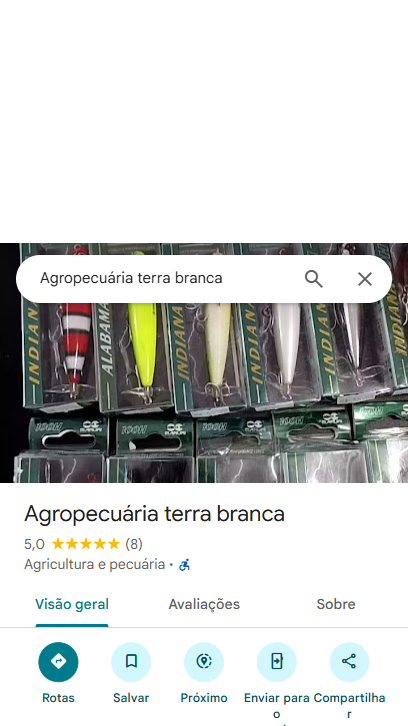 Agropecuária terra branca
INDIANA
ALABAMA
INDIANA
INDIANA
INDIANA
Agropecuária terra branca
5,0 (8)
Agricultura e pecuária ·
Visão geral Avaliações Sobre
Rotas Salvar Próximo Enviar para o Compartilhar